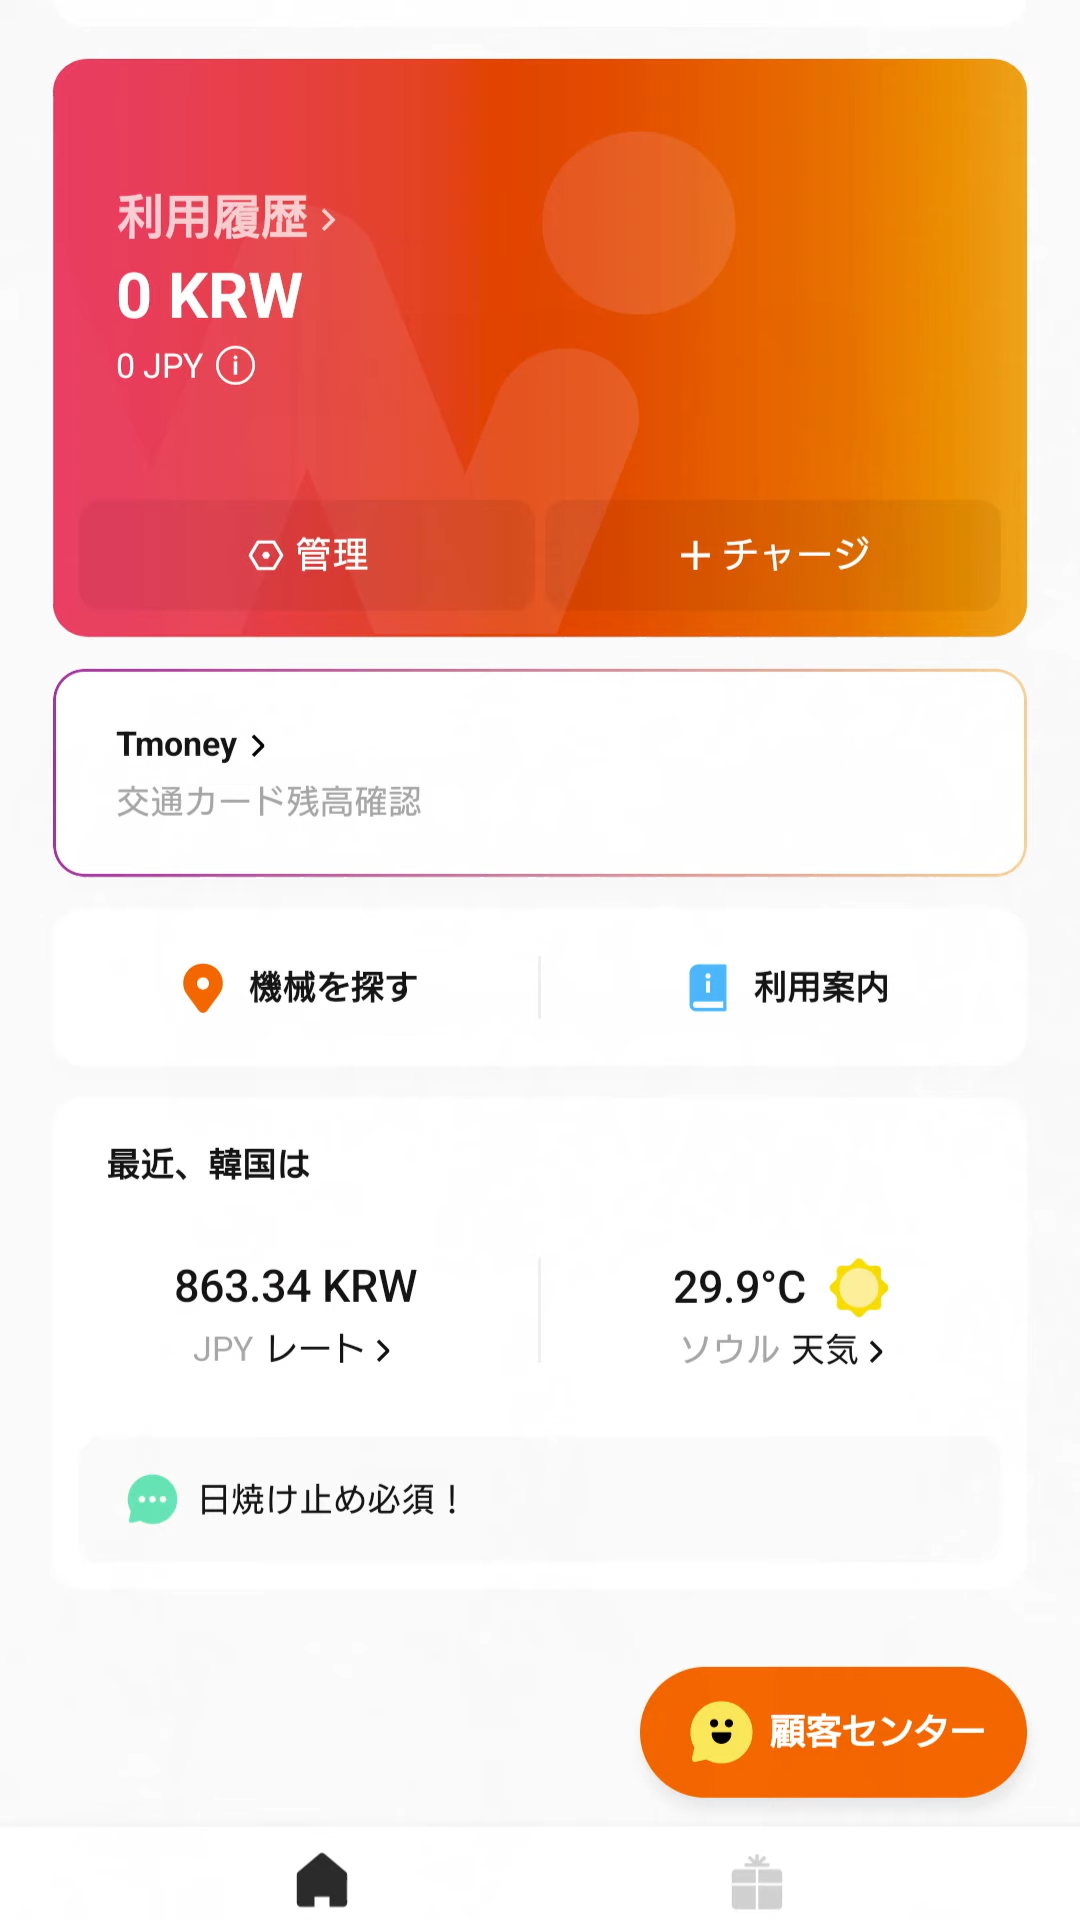 利用履歴
0 KRW
0 JPY
管理
チャージ
Tmoney
交通カード残高確認
機械を探す
利用案内
最近、韓国は
863.34 KRW
JPY レート
29.9°C
ソウル 天気
日焼け止め必須！
顧客センター